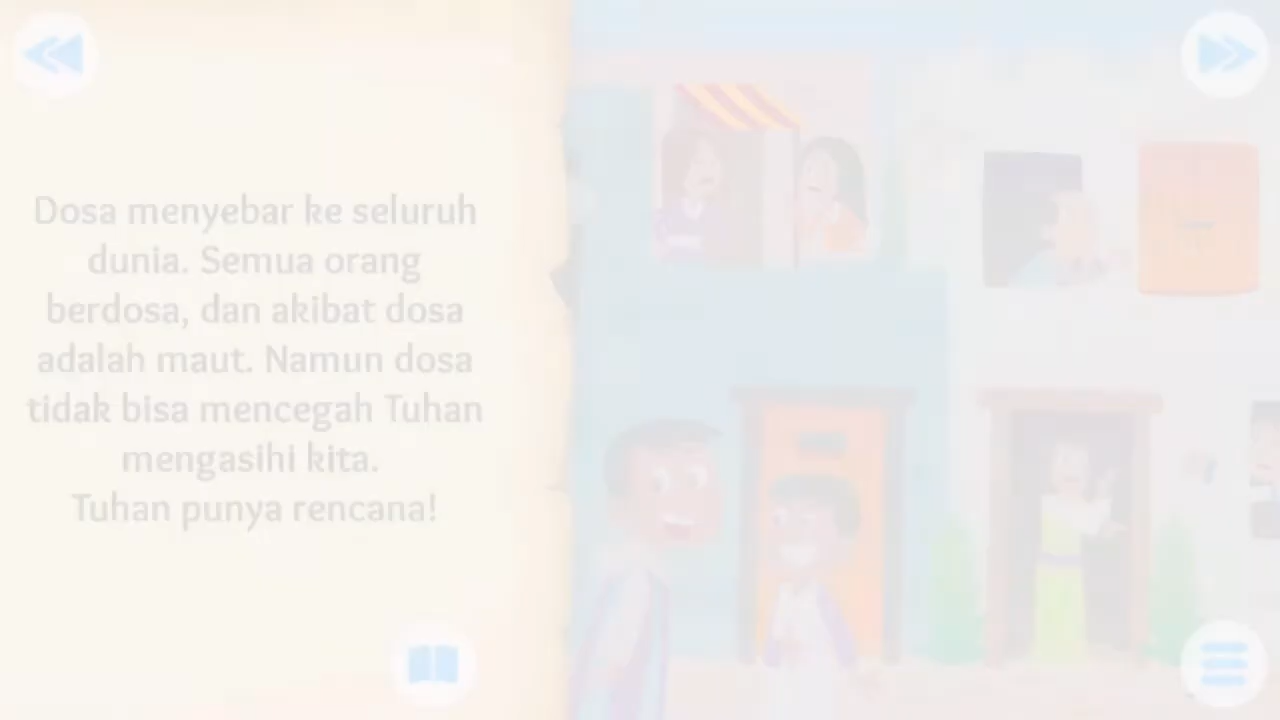 Dosa menyebar ke seluruh
dunia. Semua orang
berdosa, dan akibat dosa
adalah maut. Namun dosa
tidak bisa mencegah Tuhan
mengasihi kita.
Tuhan punya rencana!